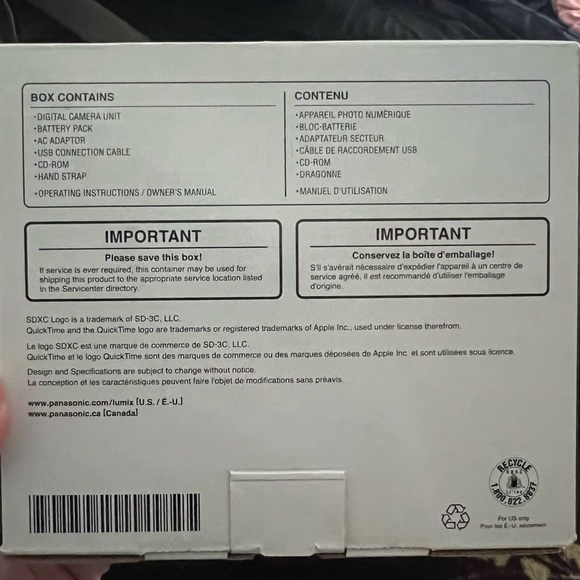 BOX CONTAINS
•DIGITAL CAMERA UNIT
•BATTERY PACK
•AC ADAPTOR
•USB CONNECTION CABLE
•CD-ROM
•HAND STRAP
•OPERATING INSTRUCTIONS / OWNER'S MANUAL
CONTENU
•APPAREIL PHOTO NUMÉRIQUE
•BLOC-BATTERIE
•ADAPTATEUR SECTEUR
•CÂBLE DE RACCORDEMENT USB
•CD-ROM
•DRAGONNE
•MANUEL D'UTILISATION
IMPORTANT
Please save this box!
If service is ever required, this container may be used for
shipping this product to the appropriate service location listed
in the Servicenter directory.
IMPORTANT
Conservez la boîte d'emballage!
S'il s'avérait nécessaire d'expédier l'appareil à un centre de
service agréé, il est recommandé d'utiliser l'emballage
d'origine.
SDXC Logo is a trademark of SD-3C, LLC.
QuickTime and the QuickTime logo are trademarks or registered trademarks of Apple Inc., used under license therefrom.
Le logo SDXC est une marque de commerce de SD-3C, LLC.
QuickTime et le logo QuickTime sont des marques de commerce ou des marques déposées de Apple Inc. et sont utilisées sous licence.
Design and Specifications are subject to change without notice.
La conception et les caractéristiques peuvent faire l'objet de modifications sans préavis.
www.panasonic.com/lumix (U.S. / É.-U.)
www.panasonic.ca (Canada)
RECYCLE
1.800.822.8837
For US only
Pour les É.-U. seulement